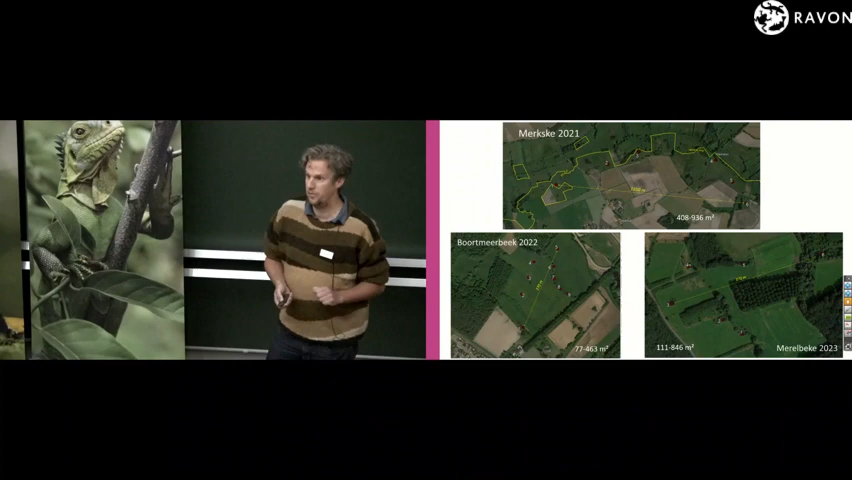 RAVON
Merkske 2021
408-936 m²
Boortmeerbeek 2022
77-463 m²
111-846 m²
Merelbeke 2023